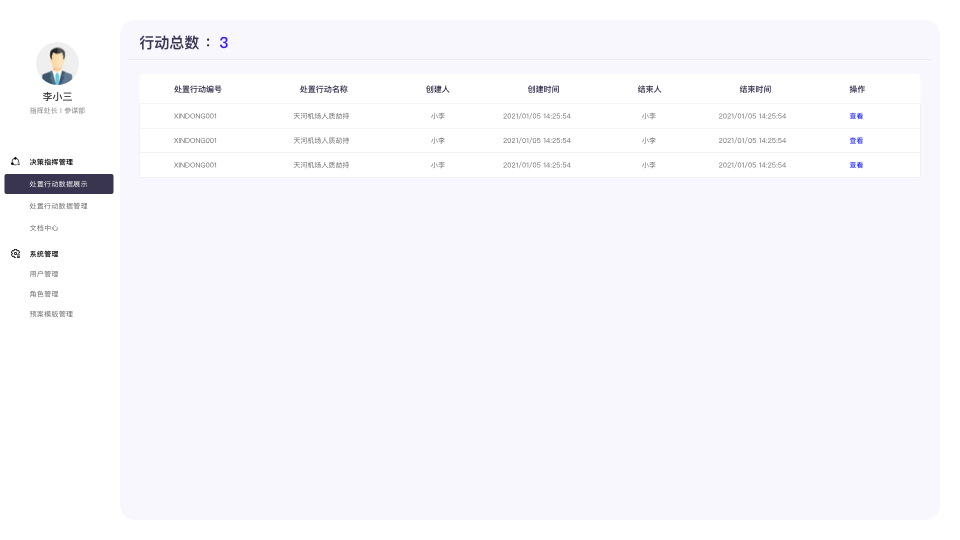 李小三
指挥处长 | 参谋部
决策指挥管理
处置行动数据展示
处置行动数据管理
文档中心
系统管理
用户管理
角色管理
预案模版管理
行动总数 : 3
处置行动编号 处置行动名称 创建人 创建时间 结束人 结束时间 操作
XINDONG001 天河机场人质劫持 小李 2021/01/05 14:25:54 小李 2021/01/05 14:25:54 查看
XINDONG001 天河机场人质劫持 小李 2021/01/05 14:25:54 小李 2021/01/05 14:25:54 查看
XINDONG001 天河机场人质劫持 小李 2021/01/05 14:25:54 小李 2021/01/05 14:25:54 查看